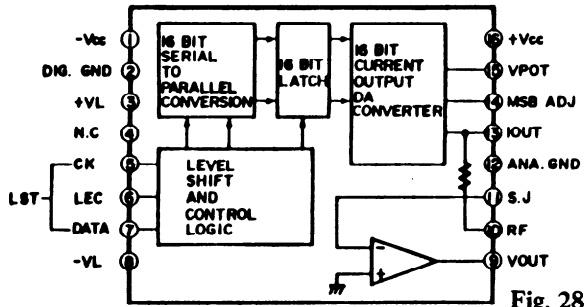 -Vcc 1
DIG. GND 2
+VL 3
N.C 4
CK 5
LEC 6
DATA 7
-VL 8
LST
16 BIT
SERIAL
TO
PARALLEL
CONVERSION
16 BIT
LATCH
16 BIT
CURRENT
OUTPUT
DA
CONVERTER
LEVEL
SHIFT
AND
CONTROL
LOGIC
-
+
16 +Vcc
15 VPOT
14 MSB ADJ
13 IOUT
12 ANA. GND
11 S.J
10 RF
9 VOUT
Fig. 28